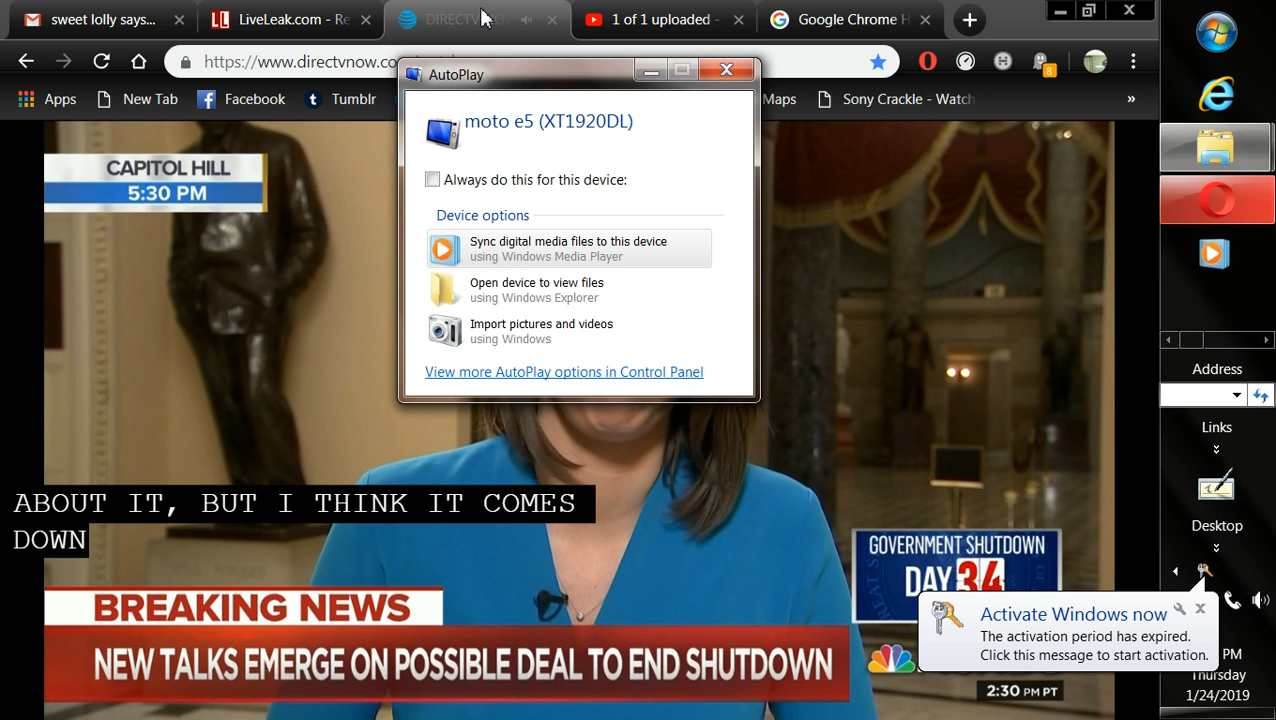 sweet lolly says...
LiveLeak.com - Re
DIRECTV NO
1 of 1 uploaded -
Google Chrome H
https://www.directvnow.co
8
Apps
New Tab
Facebook
Tumblr
Maps
Sony Crackle - Watch
»
AutoPlay
moto e5 (XT1920DL)
Always do this for this device:
Device options
Sync digital media files to this device
using Windows Media Player
Open device to view files
using Windows Explorer
Import pictures and videos
using Windows
View more AutoPlay options in Control Panel
CAPITOL HILL
5:30 PM
ABOUT IT, BUT I THINK IT COMES
DOWN
GOVERNMENT SHUTDOWN
DAY 34
BREAKING NEWS
NEW TALKS EMERGE ON POSSIBLE DEAL TO END SHUTDOWN
2:30 PM PT
Address
Links
Desktop
Activate Windows now
The activation period has expired.
Click this message to start activation.
PM
Thursday
1/24/2019